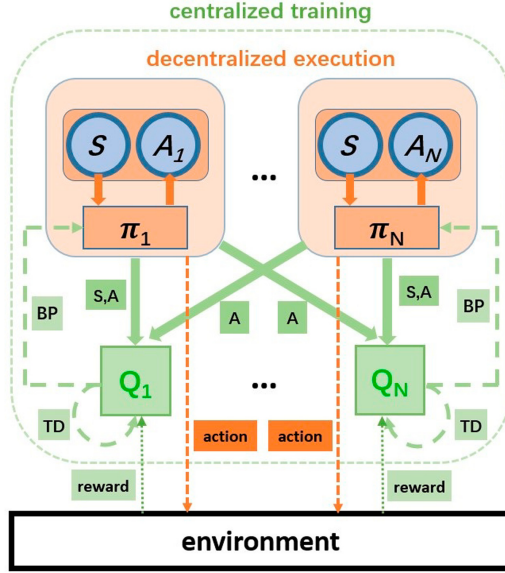 centralized training
decentralized execution
S A1 ... S AN
π1 πN
S,A S,A
BP A A BP
Q1 ... QN
TD action action TD
reward reward
environment